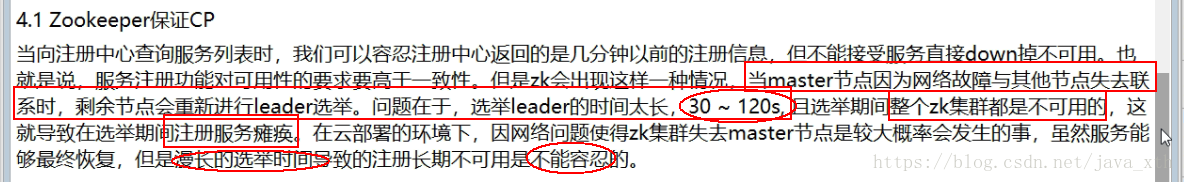 4.1 Zookeeper保证CP
当向注册中心查询服务列表时，我们可以容忍注册中心返回的是几分钟以前的注册信息，但不能接受服务直接down掉不可用。也
就是说，服务注册功能对可用性的要求要高于一致性。但是zk会出现这样一种情况，当master节点因为网络故障与其他节点失去联
系时，剩余节点会重新进行leader选举。问题在于，选举leader的时间太长，30 ~ 120s, 且选举期间整个zk集群都是不可用的，这
就导致在选举期间注册服务瘫痪。在云部署的环境下，因网络问题使得zk集群失去master节点是较大概率会发生的事，虽然服务能
够最终恢复，但是漫长的选举时间导致的注册长期不可用是不能容忍的。